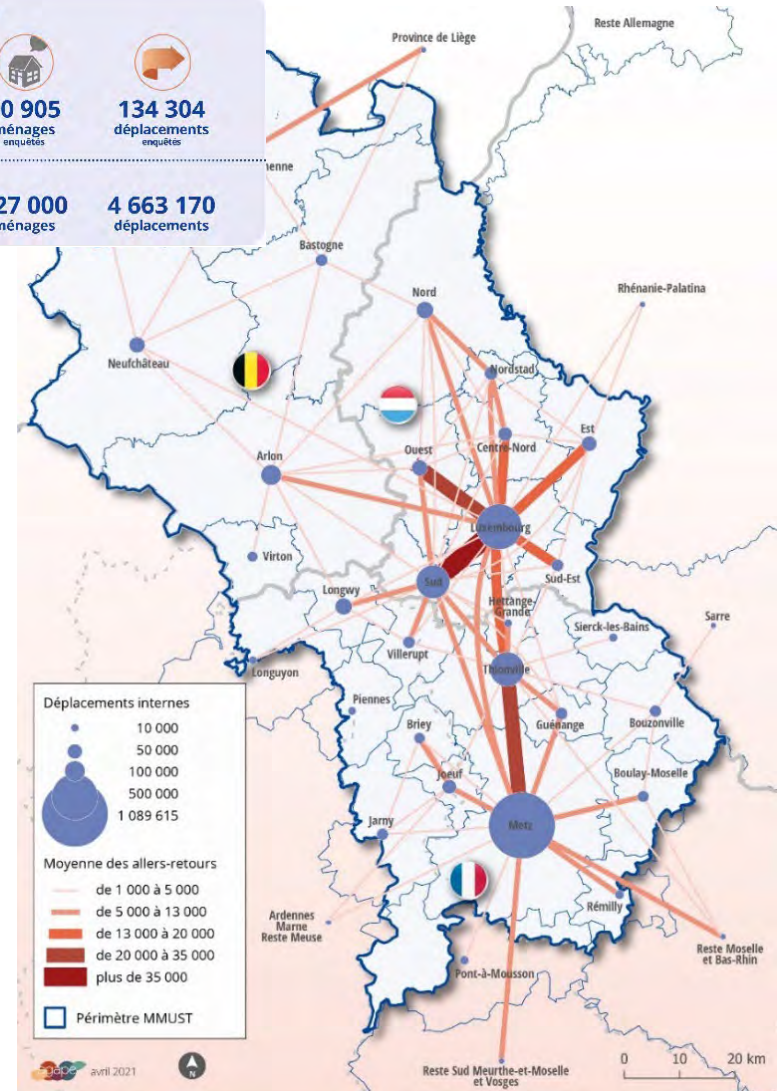 0 905
134 304
ménages
déplacements
enquêtés
enquêtés
27 000
4 663 170
ménages
déplacements
Province de Liège
Reste Allemagne
enne
Bastogne
Nord
Rhénanie-Palatina
Neufchâteau
Nordstad
Est
Centre-Nord
Ouest
Arlon
Luxembourg
Virton
Sud
Sud-Est
Longwy
Hettange-
Grande
Sierck-les-Bains
Sarre
Villerupt
Thionville
Longuyon
Piennes
Guénange
Bouzonville
Briey
Joeuf
Boulay-Moselle
Jarny
Metz
Rémilly
Ardennes
Marne
Reste Meuse
Reste Moselle
et Bas-Rhin
Pont-à-Mousson
Reste Sud Meurthe-et-Moselle
et Vosges
Déplacements internes
10 000
50 000
100 000
500 000
1 089 615
Moyenne des allers-retours
de 1 000 à 5 000
de 5 000 à 13 000
de 13 000 à 20 000
de 20 000 à 35 000
plus de 35 000
Périmètre MMUST
agape avril 2021
N
0 10 20 km